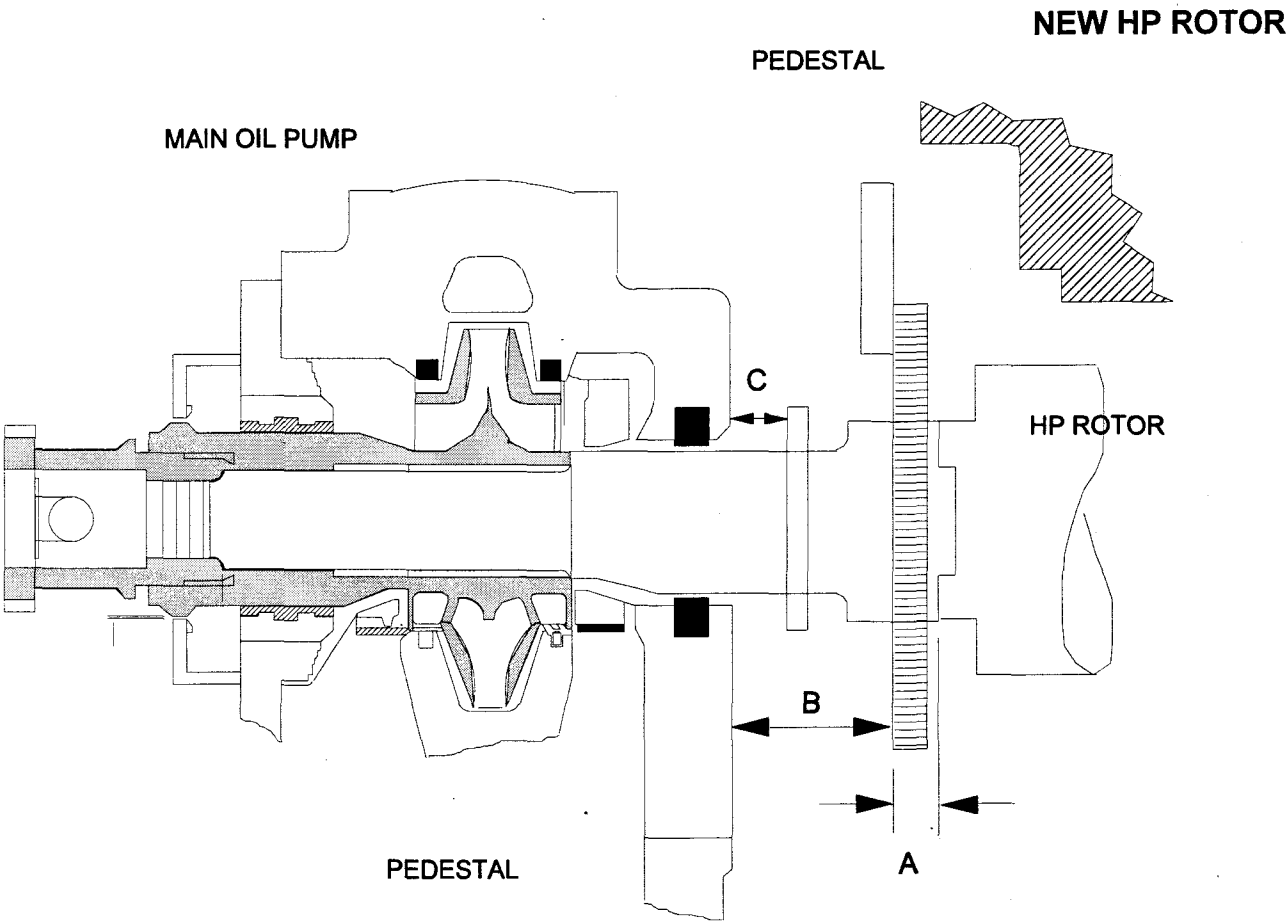 NEW HP ROTOR
PEDESTAL
MAIN OIL PUMP
C
HP ROTOR
B
A
PEDESTAL